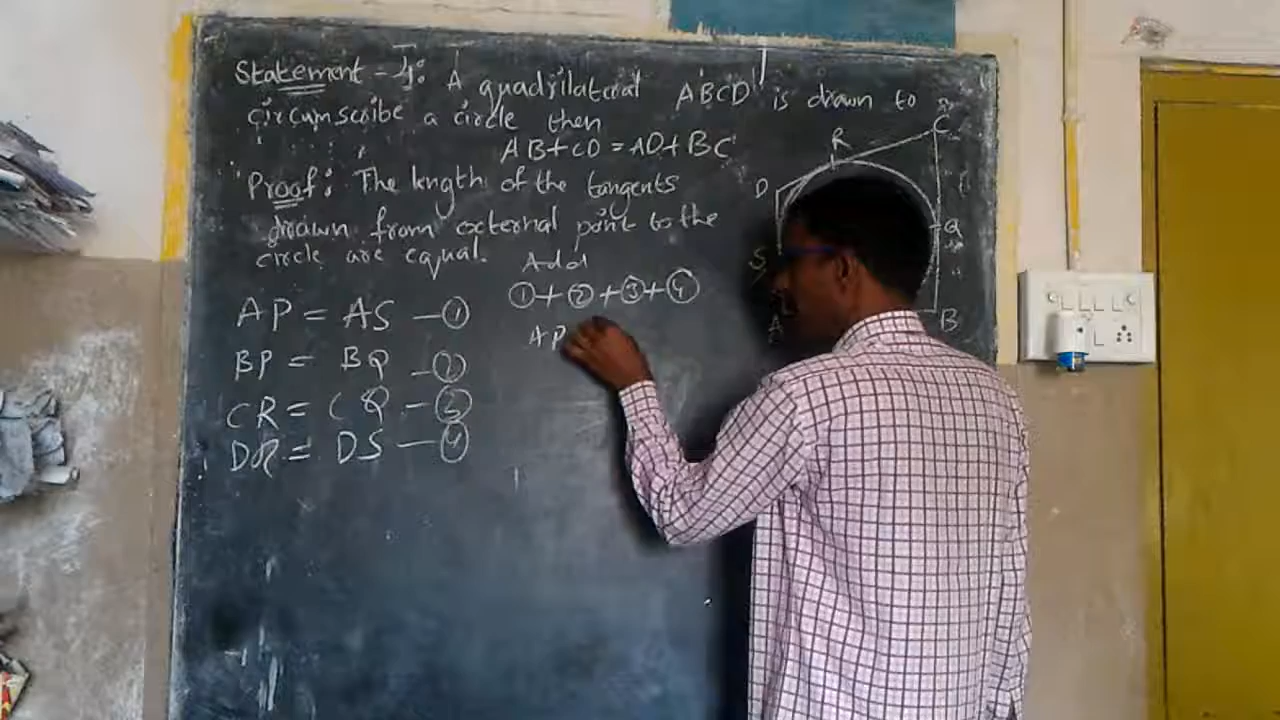 Statement - 4: A quadrilateral ABCD is drawn to
circumscribe a circle then
AB+CD = AD+BC
Proof: The length of the tangents
drawn from external point to the
circle are equal.
Add
①+②+③+④
AP
AP = AS - ①
BP = BQ - ②
CR = CQ - ③
DR = DS - ④
C
R
D
Q
S
A
B